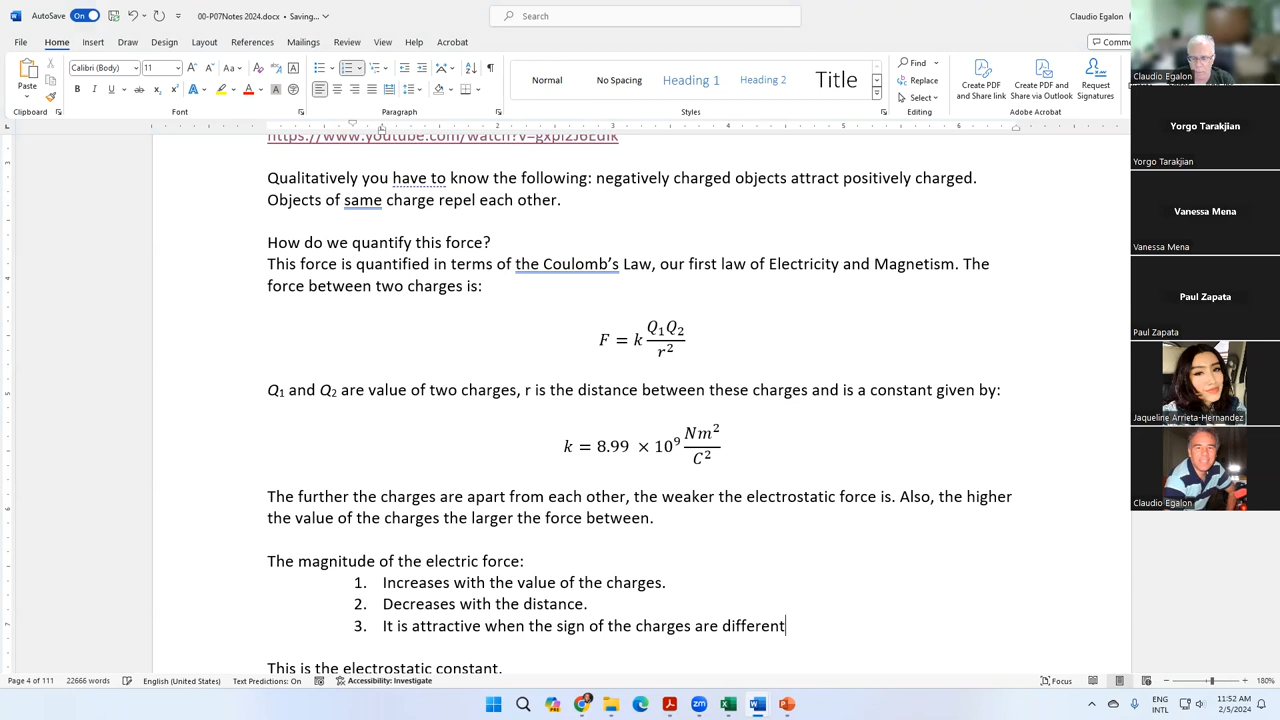 AutoSave On 00-P07Notes 2024.docx • Saving... Search Claudio Egalon
File Home Insert Draw Design Layout References Mailings Review View Help Acrobat Comme
Paste Calibri (Body) 11 Aa Normal No Spacing Heading 1 Heading 2 Title Find Replace Select Create PDF and Share link Create PDF and Share via Outlook Request Signatures
Clipboard Font Paragraph Styles Editing Adobe Acrobat
Qualitatively you have to know the following: negatively charged objects attract positively charged.
Objects of same charge repel each other.
How do we quantify this force?
This force is quantified in terms of the Coulomb's Law, our first law of Electricity and Magnetism. The
force between two charges is:
F = k Q1Q2 / r²
Q1 and Q2 are value of two charges, r is the distance between these charges and is a constant given by:
k = 8.99 × 10⁹ Nm² / C²
The further the charges are apart from each other, the weaker the electrostatic force is. Also, the higher
the value of the charges the larger the force between.
The magnitude of the electric force:
1. Increases with the value of the charges.
2. Decreases with the distance.
3. It is attractive when the sign of the charges are different
This is the electrostatic constant.
Page 4 of 111 22666 words English (United States) Text Predictions: On Accessibility: Investigate Focus 180%
ENG INTL 11:52 AM 2/5/2024
Claudio Egalon
Yorgo Tarakjian
Yorgo Tarakjian
Vanessa Mena
Vanessa Mena
Paul Zapata
Paul Zapata
Jaqueline Arrieta-Hernandez
Claudio Egalon